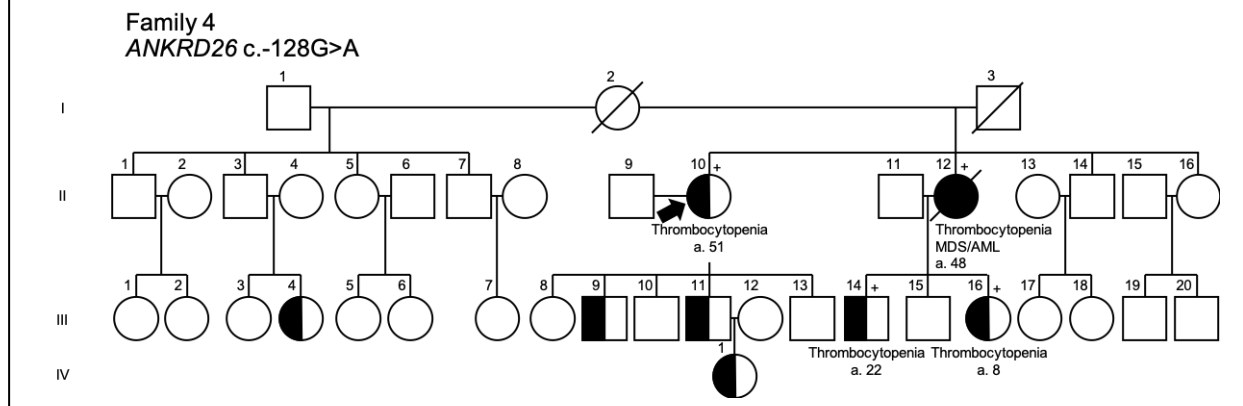 Family 4
ANKRD26 c.-128G>A
1 2 3
I
1 2 3 4 5 6 7 8 9 10 + 11 12 + 13 14 15 16
II
Thrombocytopenia
a. 51
Thrombocytopenia
MDS/AML
a. 48
1 2 3 4 5 6 7 8 9 10 11 12 13 14 + 15 16 + 17 18 19 20
III
Thrombocytopenia Thrombocytopenia
a. 22 a. 8
1
IV